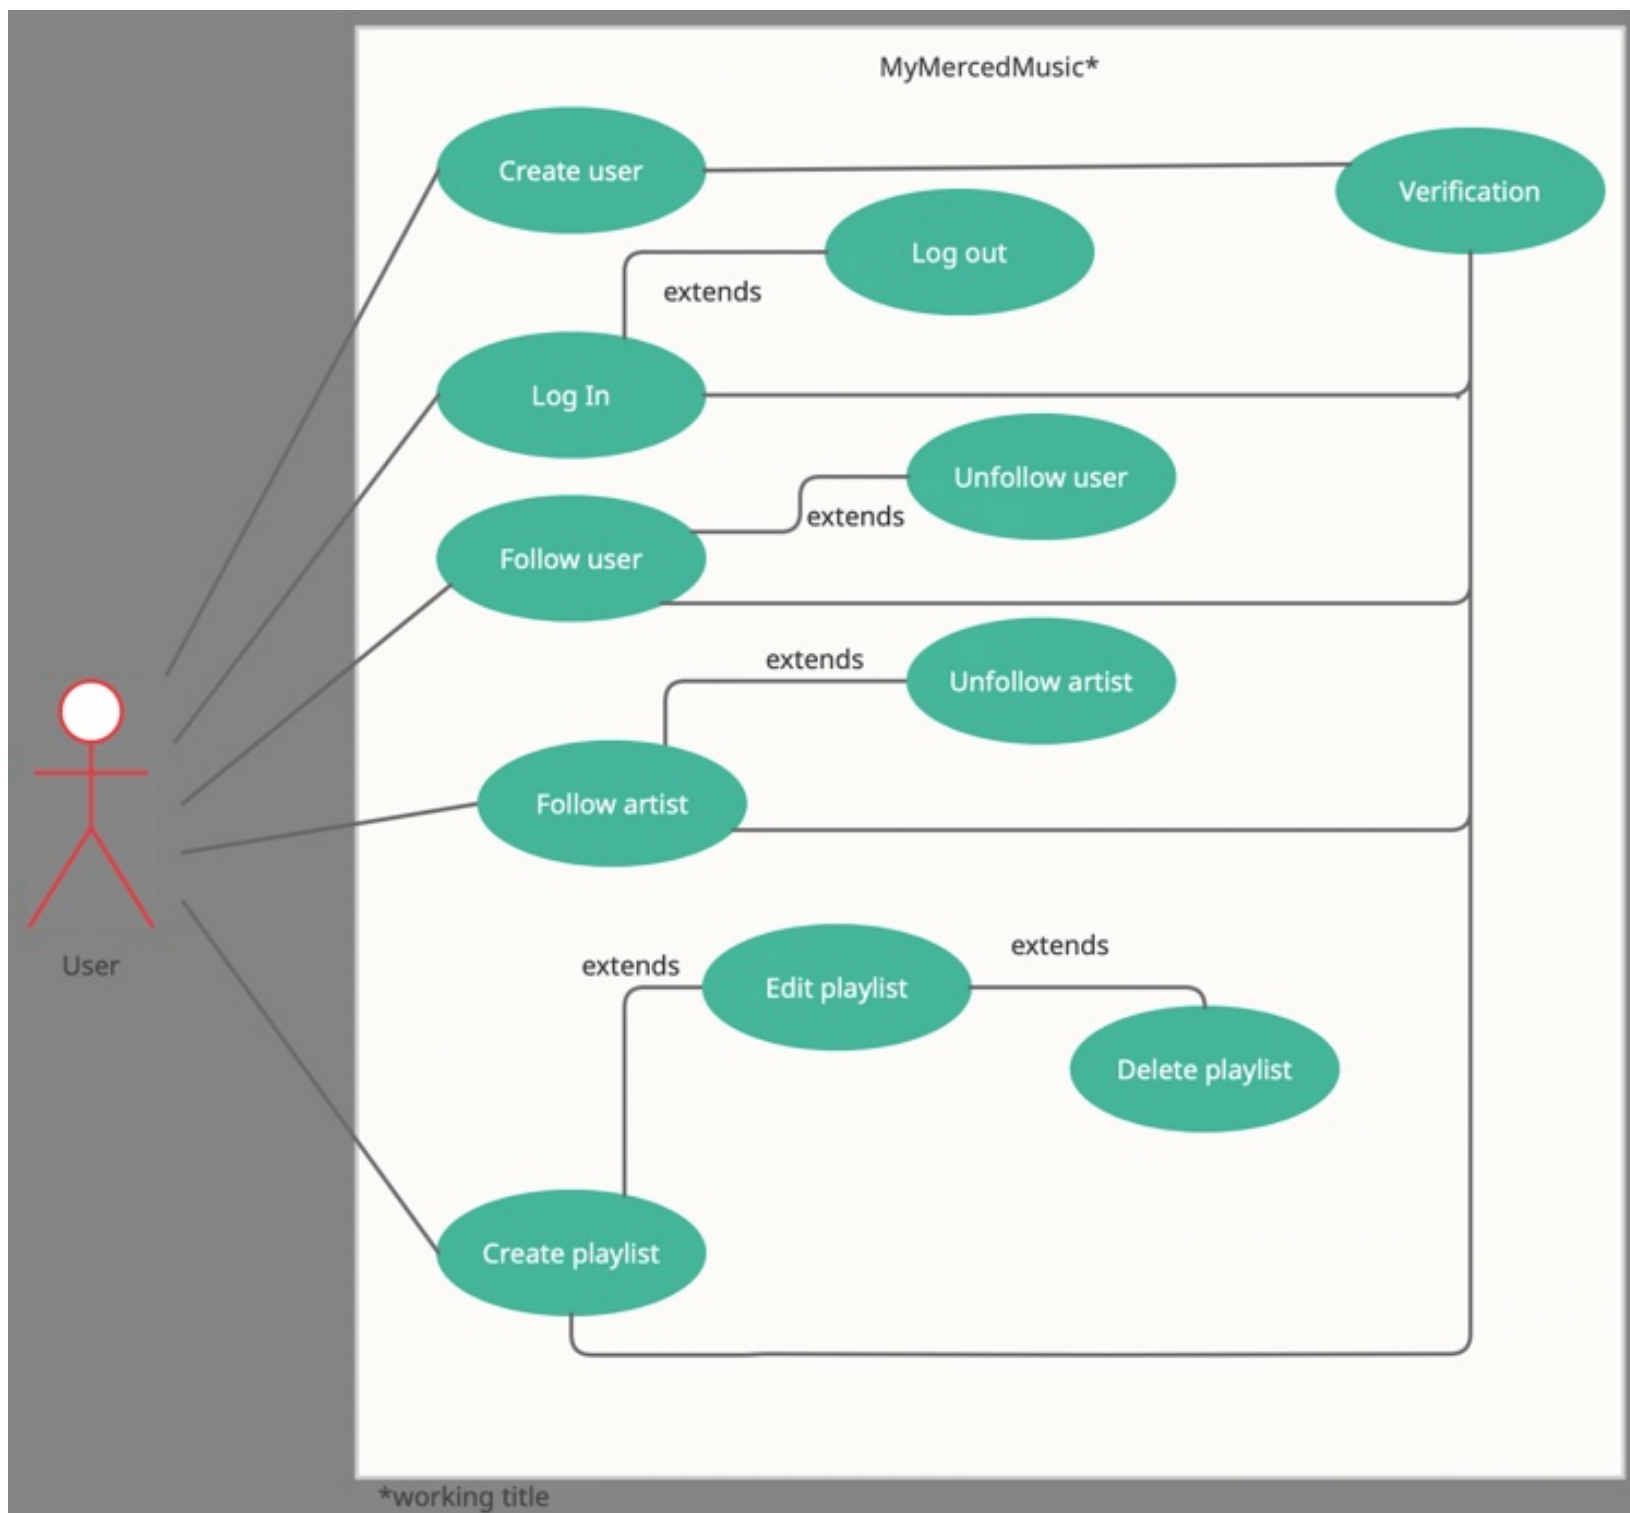 MyMercedMusic*
Create user
Verification
Log out
extends
Log In
Unfollow user
extends
Follow user
extends
Unfollow artist
Follow artist
User
extends
Edit playlist
extends
Delete playlist
Create playlist
*working title